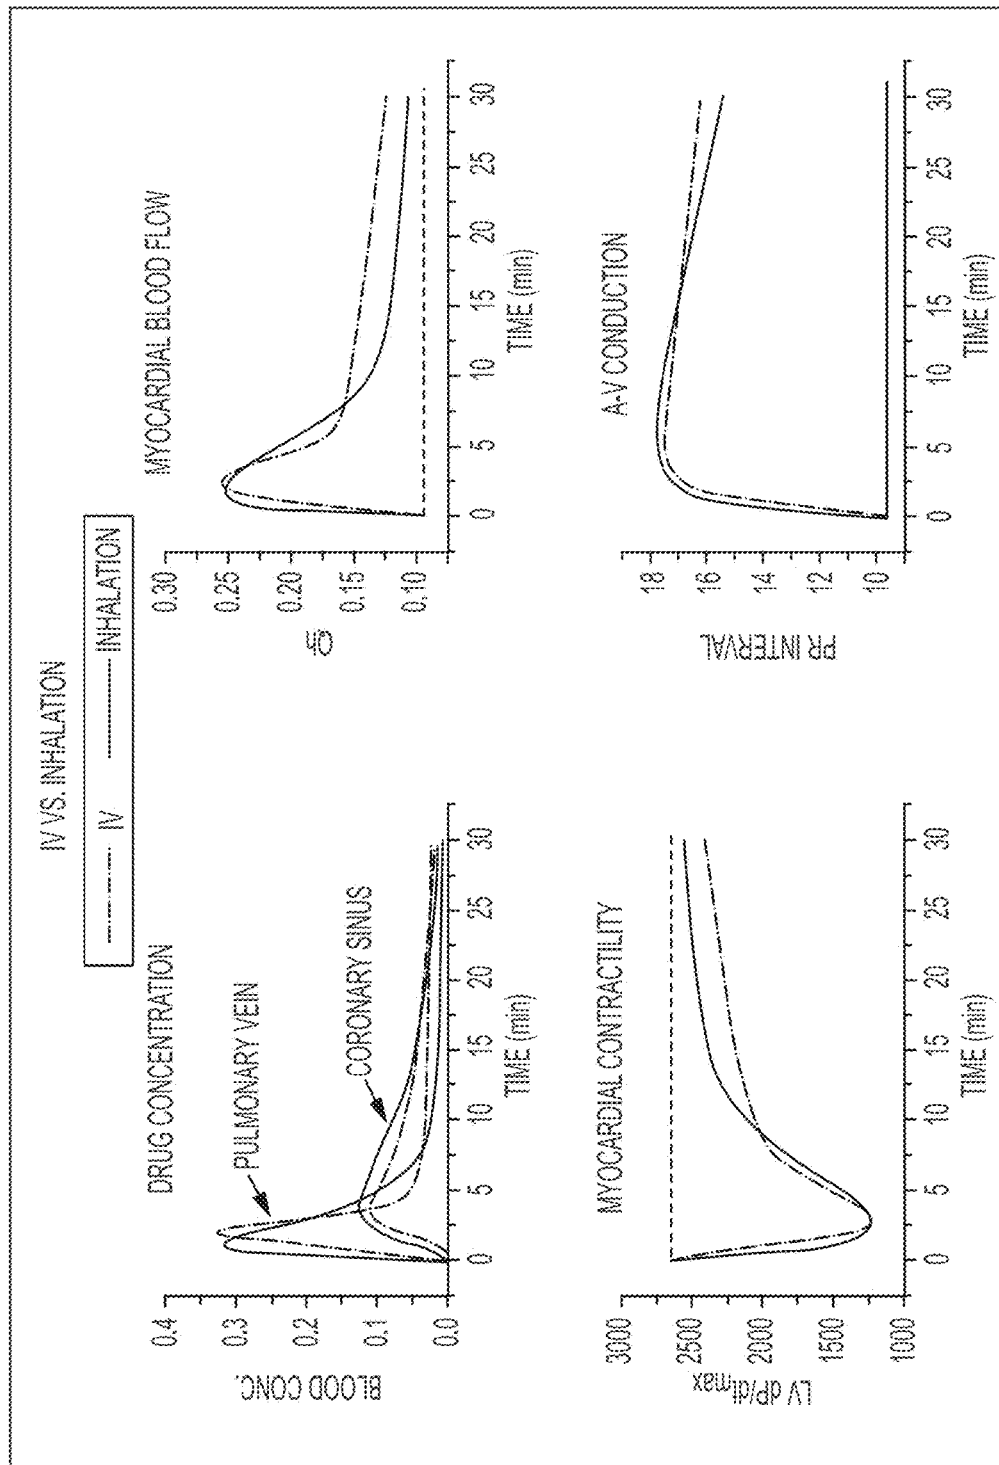 IV VS. INHALATION
IV
INHALATION
DRUG CONCENTRATION
BLOOD CONC.
0.4
0.3
0.2
0.1
0.0
PULMONARY VEIN
CORONARY SINUS
0 5 10 15 20 25 30
TIME (min)
MYOCARDIAL BLOOD FLOW
Qh
0.30
0.25
0.20
0.15
0.10
0 5 10 15 20 25 30
TIME (min)
MYOCARDIAL CONTRACTILITY
LV dP/dtmax
3000
2500
2000
1500
1000
0 5 10 15 20 25 30
TIME (min)
A-V CONDUCTION
PR INTERVAL
18
16
14
12
10
0 5 10 15 20 25 30
TIME (min)